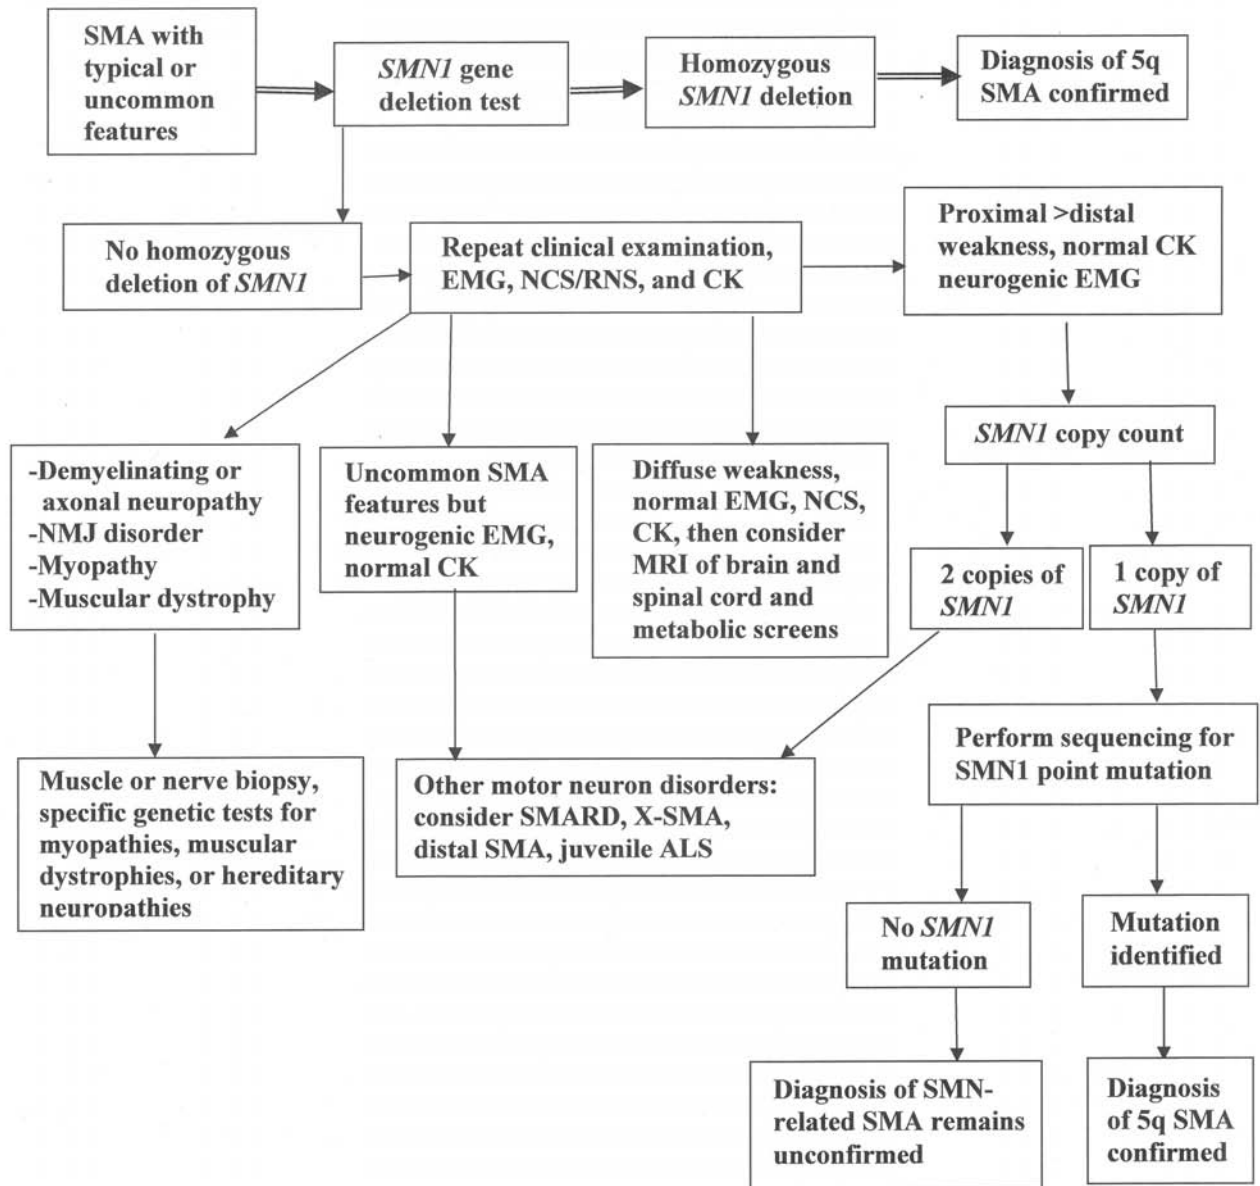 SMA with
typical or
uncommon
features
SMN1 gene
deletion test
Homozygous
SMN1 deletion
Diagnosis of 5q
SMA confirmed
No homozygous
deletion of SMN1
Repeat clinical examination,
EMG, NCS/RNS, and CK
Proximal >distal
weakness, normal CK
neurogenic EMG
-Demyelinating or
axonal neuropathy
-NMJ disorder
-Myopathy
-Muscular dystrophy
Uncommon SMA
features but
neurogenic EMG,
normal CK
Diffuse weakness,
normal EMG, NCS,
CK, then consider
MRI of brain and
spinal cord and
metabolic screens
SMN1 copy count
2 copies of
SMN1
1 copy of
SMN1
Muscle or nerve biopsy,
specific genetic tests for
myopathies, muscular
dystrophies, or hereditary
neuropathies
Other motor neuron disorders:
consider SMARD, X-SMA,
distal SMA, juvenile ALS
Perform sequencing for
SMN1 point mutation
No SMN1
mutation
Mutation
identified
Diagnosis of SMN-
related SMA remains
unconfirmed
Diagnosis
of 5q SMA
confirmed